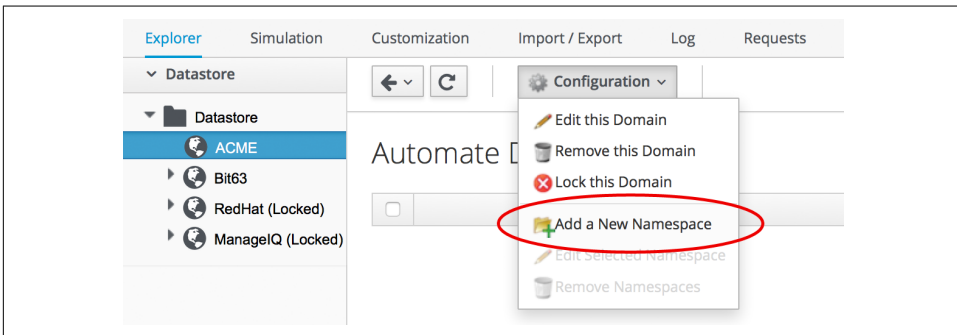 Explorer Simulation Customization Import / Export Log Requests
Datastore
Configuration
Datastore
ACME
Bit63
RedHat (Locked)
ManageIQ (Locked)
Automate D
Edit this Domain
Remove this Domain
Lock this Domain
Add a New Namespace
Edit Selected Namespace
Remove Namespaces